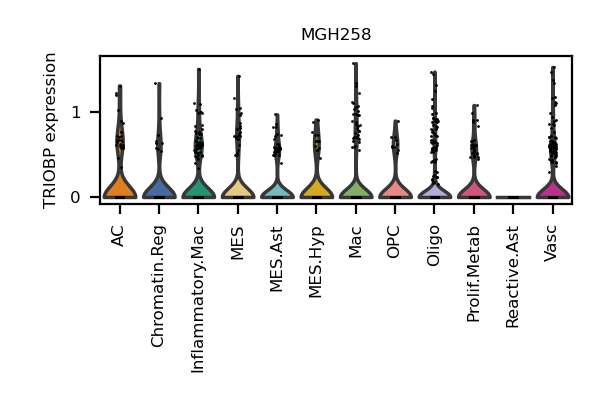 MGH258
TRIOBP expression
1
0
AC
Chromatin.Reg
Inflammatory.Mac
MES
MES.Ast
MES.Hyp
Mac
OPC
Oligo
Prolif.Metab
Reactive.Ast
Vasc